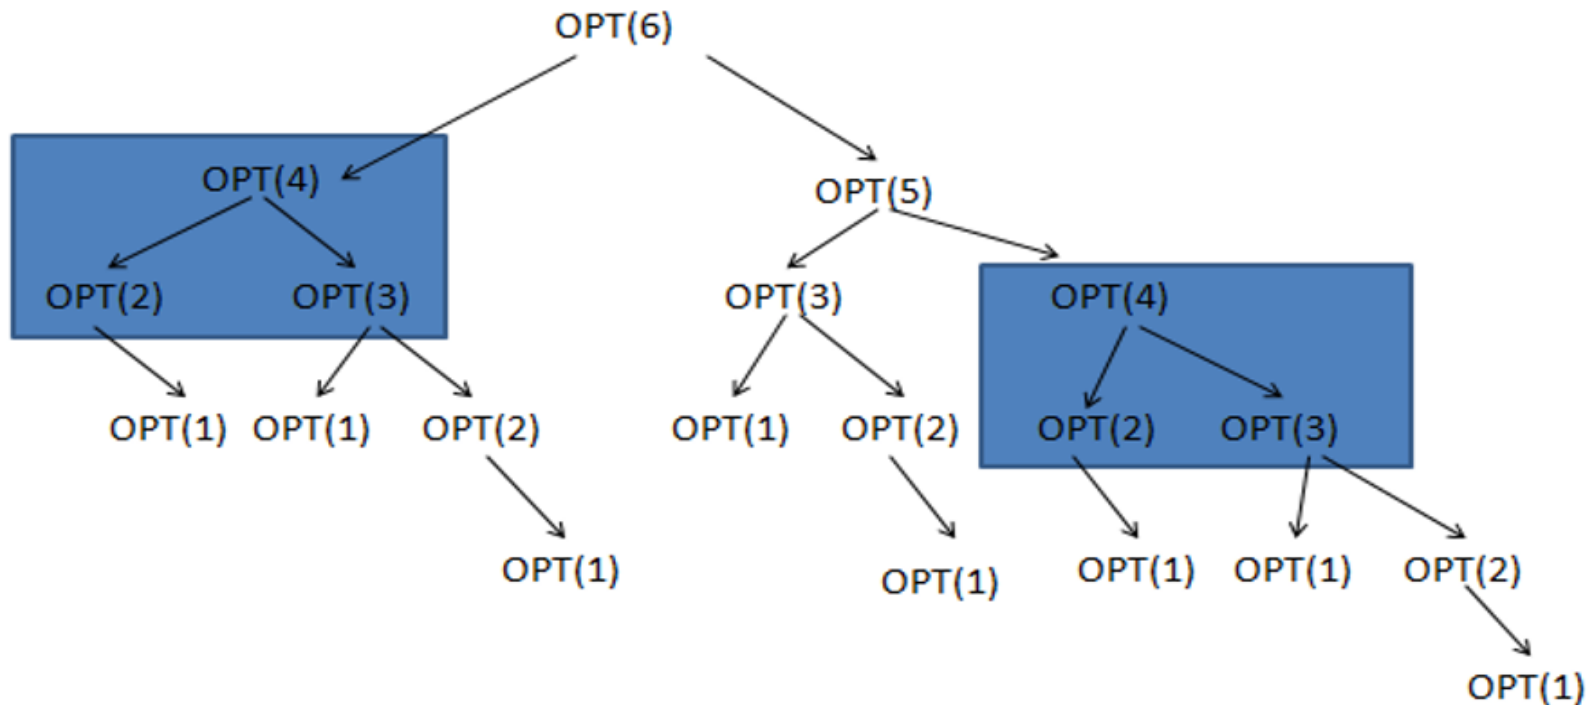 OPT(6)
OPT(4)
OPT(5)
OPT(2) OPT(3) OPT(3) OPT(4)
OPT(1) OPT(1) OPT(2) OPT(1) OPT(2) OPT(2) OPT(3)
OPT(1) OPT(1) OPT(1) OPT(1) OPT(2)
OPT(1)